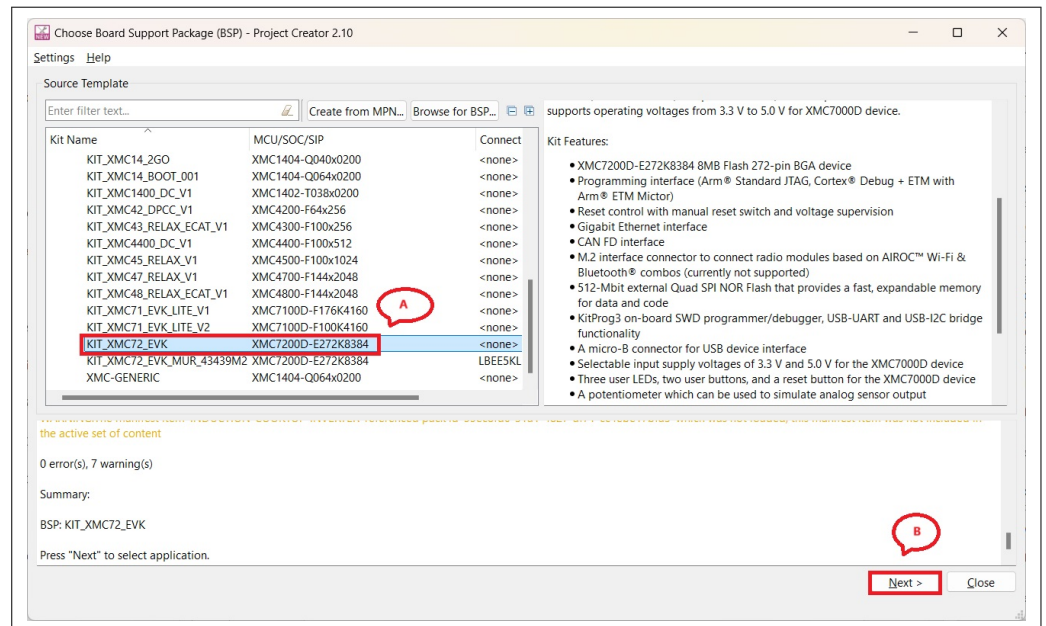 NEW Choose Board Support Package (BSP) - Project Creator 2.10
Settings Help
Source Template
Enter filter text...
Create from MPN... Browse for BSP...
Kit Name MCU/SOC/SIP Connect
KIT_XMC14_2GO XMC1404-Q040x0200 <none>
KIT_XMC14_BOOT_001 XMC1404-Q064x0200 <none>
KIT_XMC1400_DC_V1 XMC1402-T038x0200 <none>
KIT_XMC42_DPCC_V1 XMC4200-F64x256 <none>
KIT_XMC43_RELAX_ECAT_V1 XMC4300-F100x256 <none>
KIT_XMC4400_DC_V1 XMC4400-F100x512 <none>
KIT_XMC45_RELAX_V1 XMC4500-F100x1024 <none>
KIT_XMC47_RELAX_V1 XMC4700-F144x2048 <none>
KIT_XMC48_RELAX_ECAT_V1 XMC4800-F144x2048 <none>
KIT_XMC71_EVK_LITE_V1 XMC7100D-F176K4160 <none>
KIT_XMC71_EVK_LITE_V2 XMC7100D-F100K4160 <none>
KIT_XMC72_EVK XMC7200D-E272K8384 <none>
KIT_XMC72_EVK_MUR_43439M2 XMC7200D-E272K8384 LBEE5KL
XMC-GENERIC XMC1404-Q064x0200 <none>
A
supports operating voltages from 3.3 V to 5.0 V for XMC7000D device.
Kit Features:
• XMC7200D-E272K8384 8MB Flash 272-pin BGA device
• Programming interface (Arm® Standard JTAG, Cortex® Debug + ETM with
Arm® ETM Mictor)
• Reset control with manual reset switch and voltage supervision
• Gigabit Ethernet interface
• CAN FD interface
• M.2 interface connector to connect radio modules based on AIROC™ Wi-Fi &
Bluetooth® combos (currently not supported)
• 512-Mbit external Quad SPI NOR Flash that provides a fast, expandable memory
for data and code
• KitProg3 on-board SWD programmer/debugger, USB-UART and USB-I2C bridge
functionality
• A micro-B connector for USB device interface
• Selectable input supply voltages of 3.3 V and 5.0 V for the XMC7000D device
• Three user LEDs, two user buttons, and a reset button for the XMC7000D device
• A potentiometer which can be used to simulate analog sensor output
the active set of content
0 error(s), 7 warning(s)
Summary:
BSP: KIT_XMC72_EVK
Press "Next" to select application.
B
Next > Close